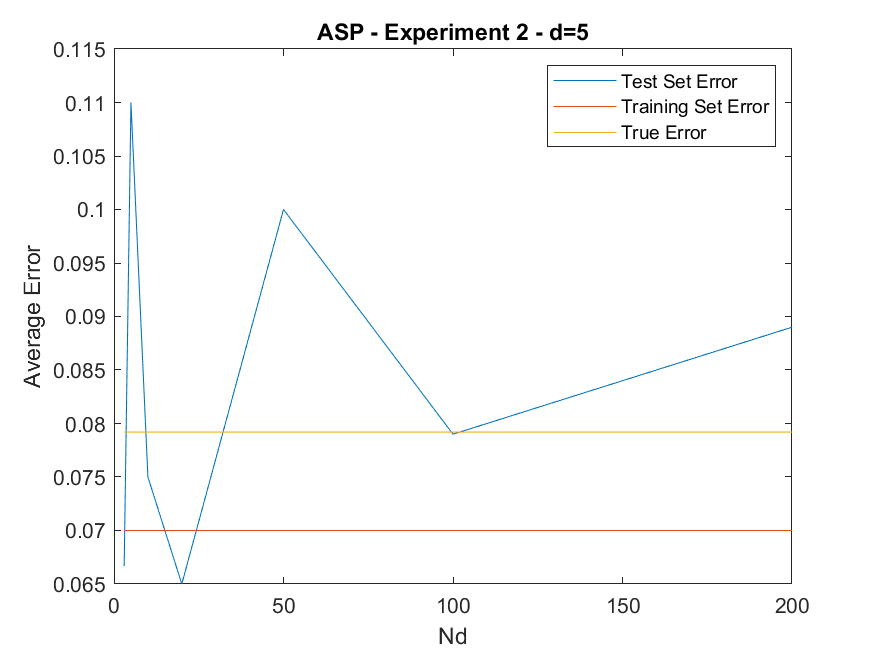 ASP - Experiment 2 - d=5
0.115
0.11
0.105
0.1
0.095
0.09
0.085
0.08
0.075
0.07
0.065
Average Error
Test Set Error
Training Set Error
True Error
0 50 100 150 200
Nd